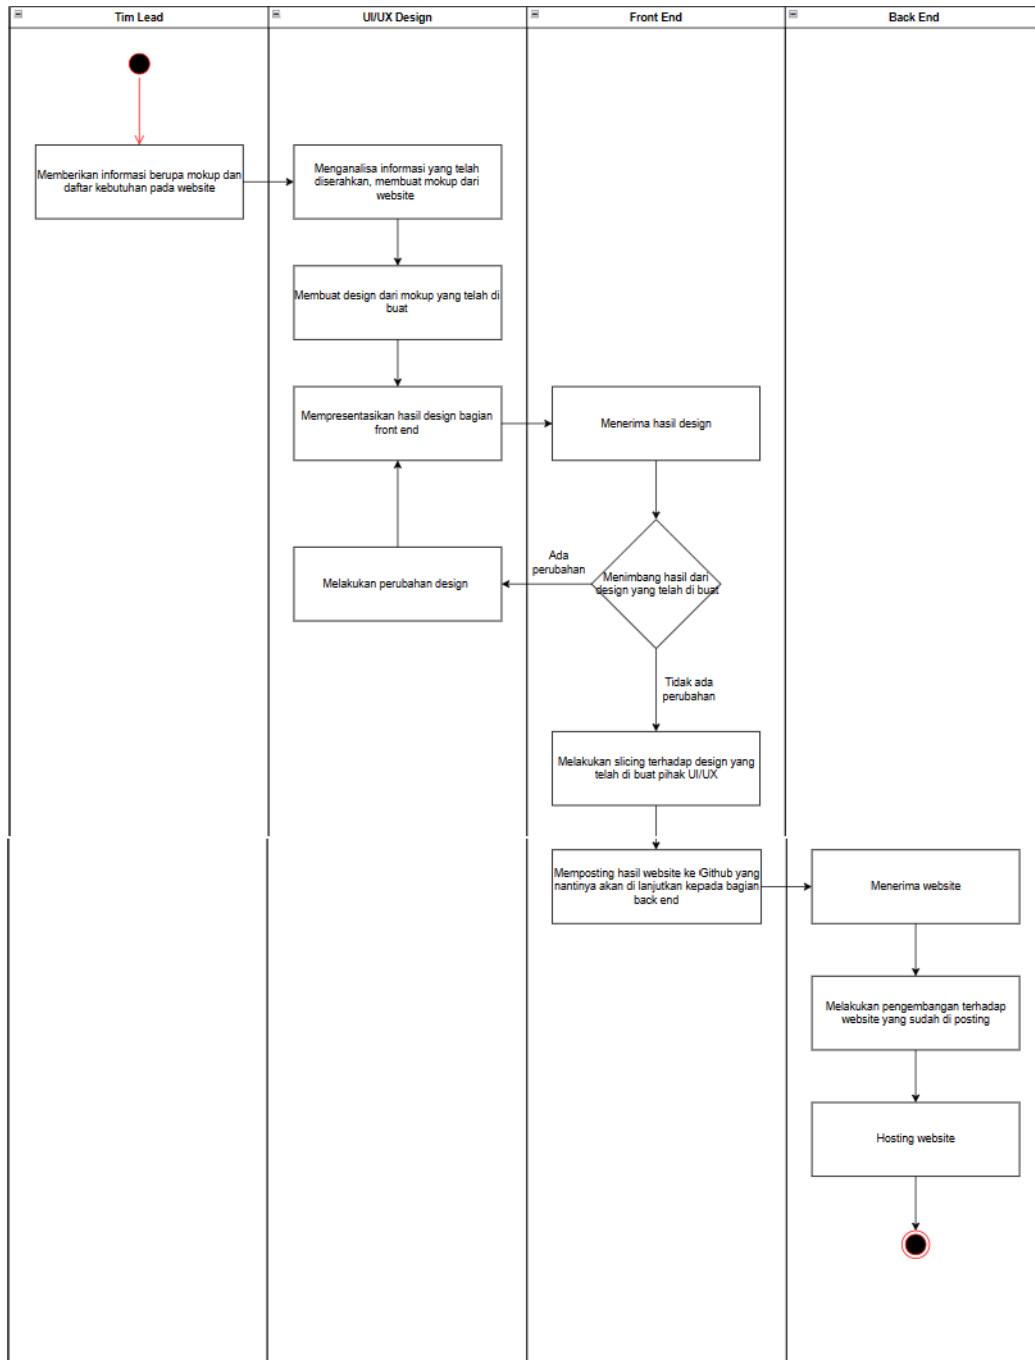 Tim Lead
UI/UX Design
Front End
Back End
Memberikan informasi berupa mokup dan
daftar kebutuhan pada website
Menganalisa informasi yang telah
diserahkan, membuat mokup dari
website
Membuat design dari mokup yang telah di
buat
Mempresentasikan hasil design bagian
front end
Menerima hasil design
Menimbang hasil dari
design yang telah di buat
Ada
perubahan
Melakukan perubahan design
Tidak ada
perubahan
Melakukan slicing terhadap design yang
telah di buat pihak UI/UX
Memposting hasil website ke Github yang
nantinya akan di lanjutkan kepada bagian
back end
Menerima website
Melakukan pengembangan terhadap
website yang sudah di posting
Hosting website